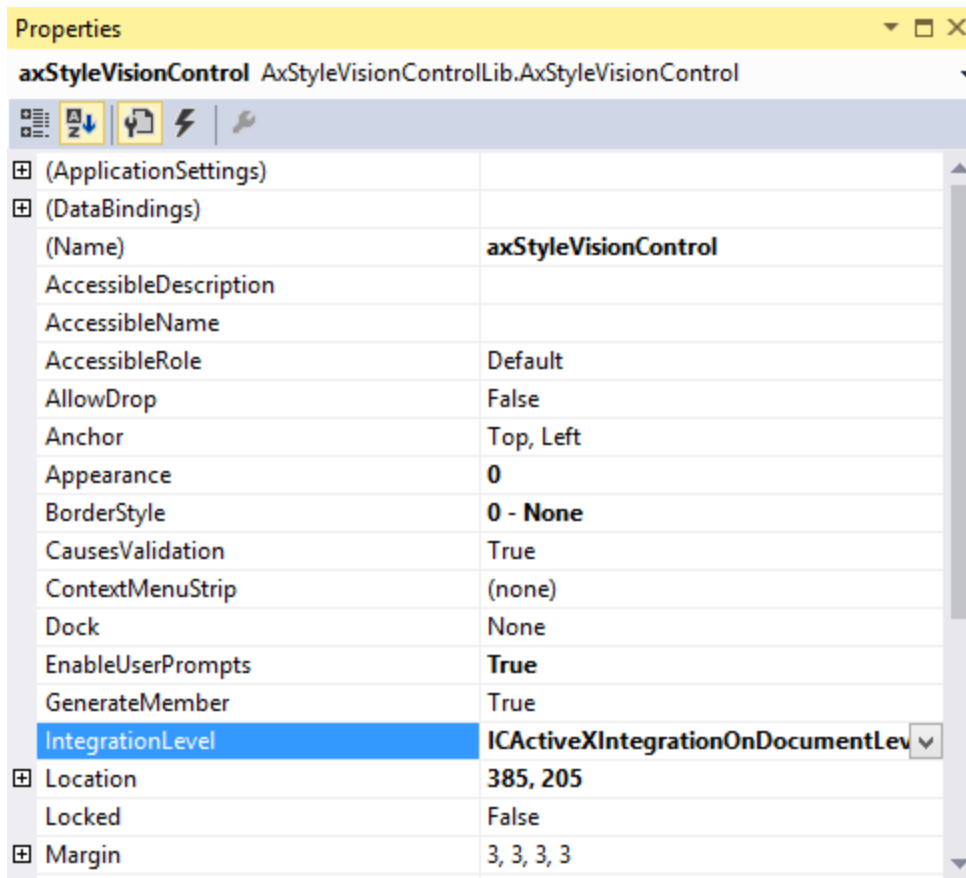 Properties
axStyleVisionControl AxStyleVisionControlLib.AxStyleVisionControl
(ApplicationSettings)
(DataBindings)
(Name) axStyleVisionControl
AccessibleDescription
AccessibleName
AccessibleRole Default
AllowDrop False
Anchor Top, Left
Appearance 0
BorderStyle 0 - None
CausesValidation True
ContextMenuStrip (none)
Dock None
EnableUserPrompts True
GenerateMember True
IntegrationLevel ICActiveXIntegrationOnDocumentLev
Location 385, 205
Locked False
Margin 3, 3, 3, 3